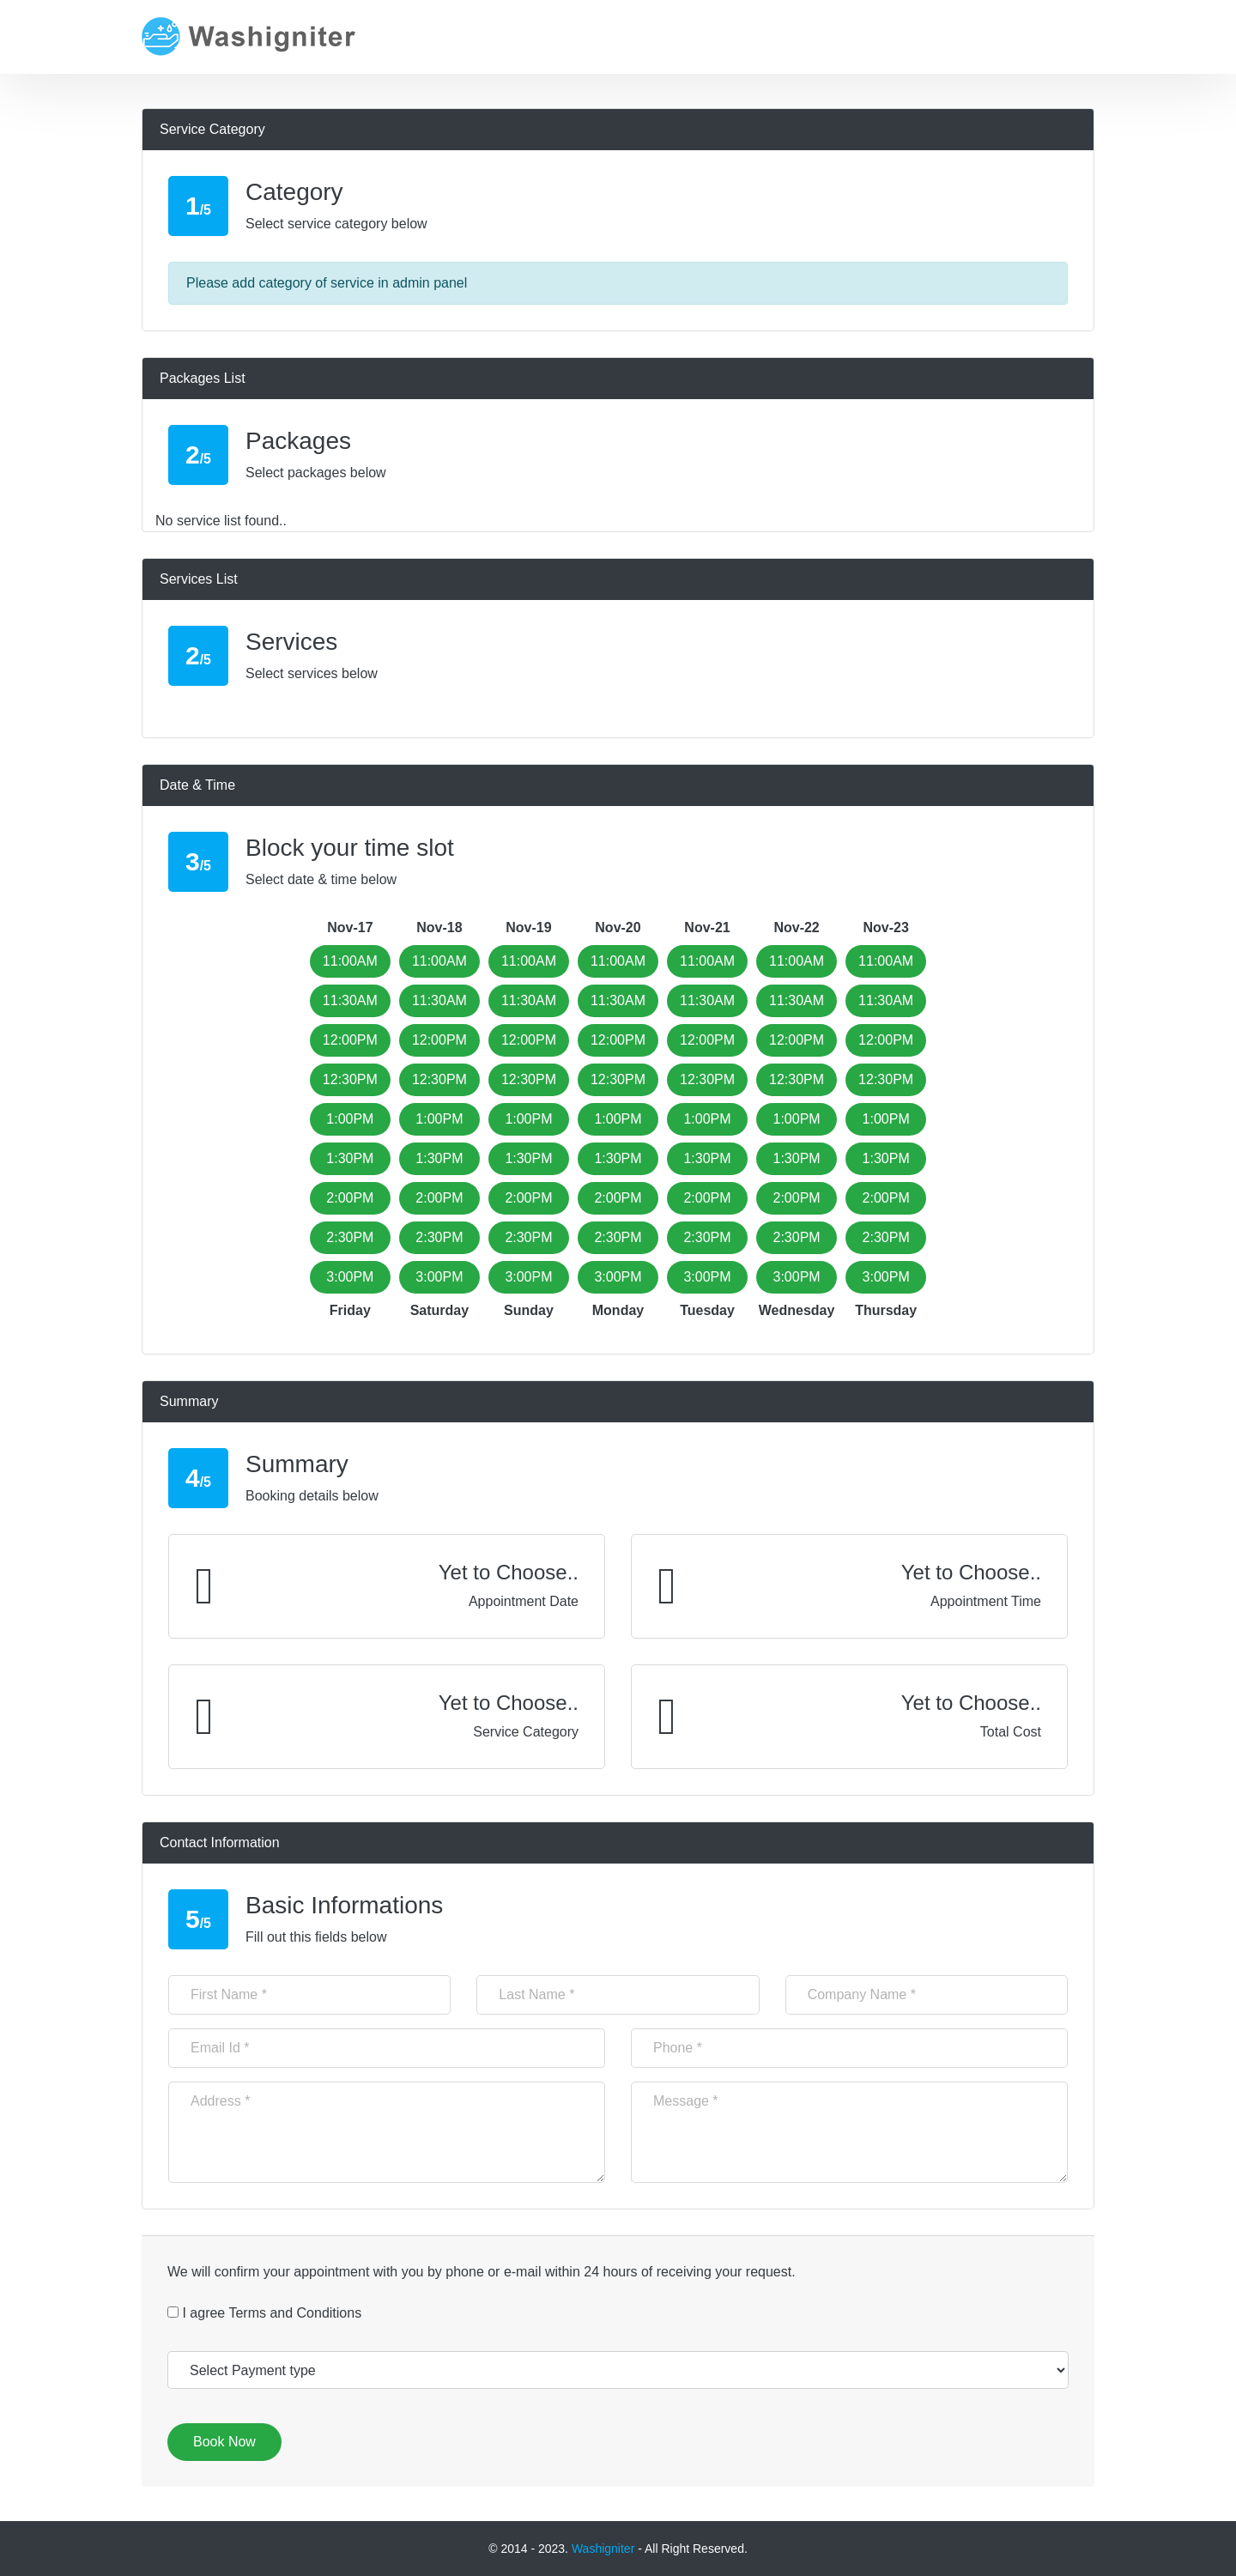 Washigniter
Service Category
1/5
Category
Select service category below
Please add category of service in admin panel
Packages List
2/5
Packages
Select packages below
No service list found..
Services List
2/5
Services
Select services below
Date & Time
3/5
Block your time slot
Select date & time below
Nov-17 Nov-18 Nov-19 Nov-20 Nov-21 Nov-22 Nov-23
11:00AM 11:00AM 11:00AM 11:00AM 11:00AM 11:00AM 11:00AM
11:30AM 11:30AM 11:30AM 11:30AM 11:30AM 11:30AM 11:30AM
12:00PM 12:00PM 12:00PM 12:00PM 12:00PM 12:00PM 12:00PM
12:30PM 12:30PM 12:30PM 12:30PM 12:30PM 12:30PM 12:30PM
1:00PM 1:00PM 1:00PM 1:00PM 1:00PM 1:00PM 1:00PM
1:30PM 1:30PM 1:30PM 1:30PM 1:30PM 1:30PM 1:30PM
2:00PM 2:00PM 2:00PM 2:00PM 2:00PM 2:00PM 2:00PM
2:30PM 2:30PM 2:30PM 2:30PM 2:30PM 2:30PM 2:30PM
3:00PM 3:00PM 3:00PM 3:00PM 3:00PM 3:00PM 3:00PM
Friday Saturday Sunday Monday Tuesday Wednesday Thursday
Summary
4/5
Summary
Booking details below
Yet to Choose..
Appointment Date
Yet to Choose..
Appointment Time
Yet to Choose..
Service Category
Yet to Choose..
Total Cost
Contact Information
5/5
Basic Informations
Fill out this fields below
First Name * Last Name * Company Name *
Email Id * Phone *
Address * Message *
We will confirm your appointment with you by phone or e-mail within 24 hours of receiving your request.
I agree Terms and Conditions
Select Payment type
Book Now
© 2014 - 2023. Washigniter - All Right Reserved.